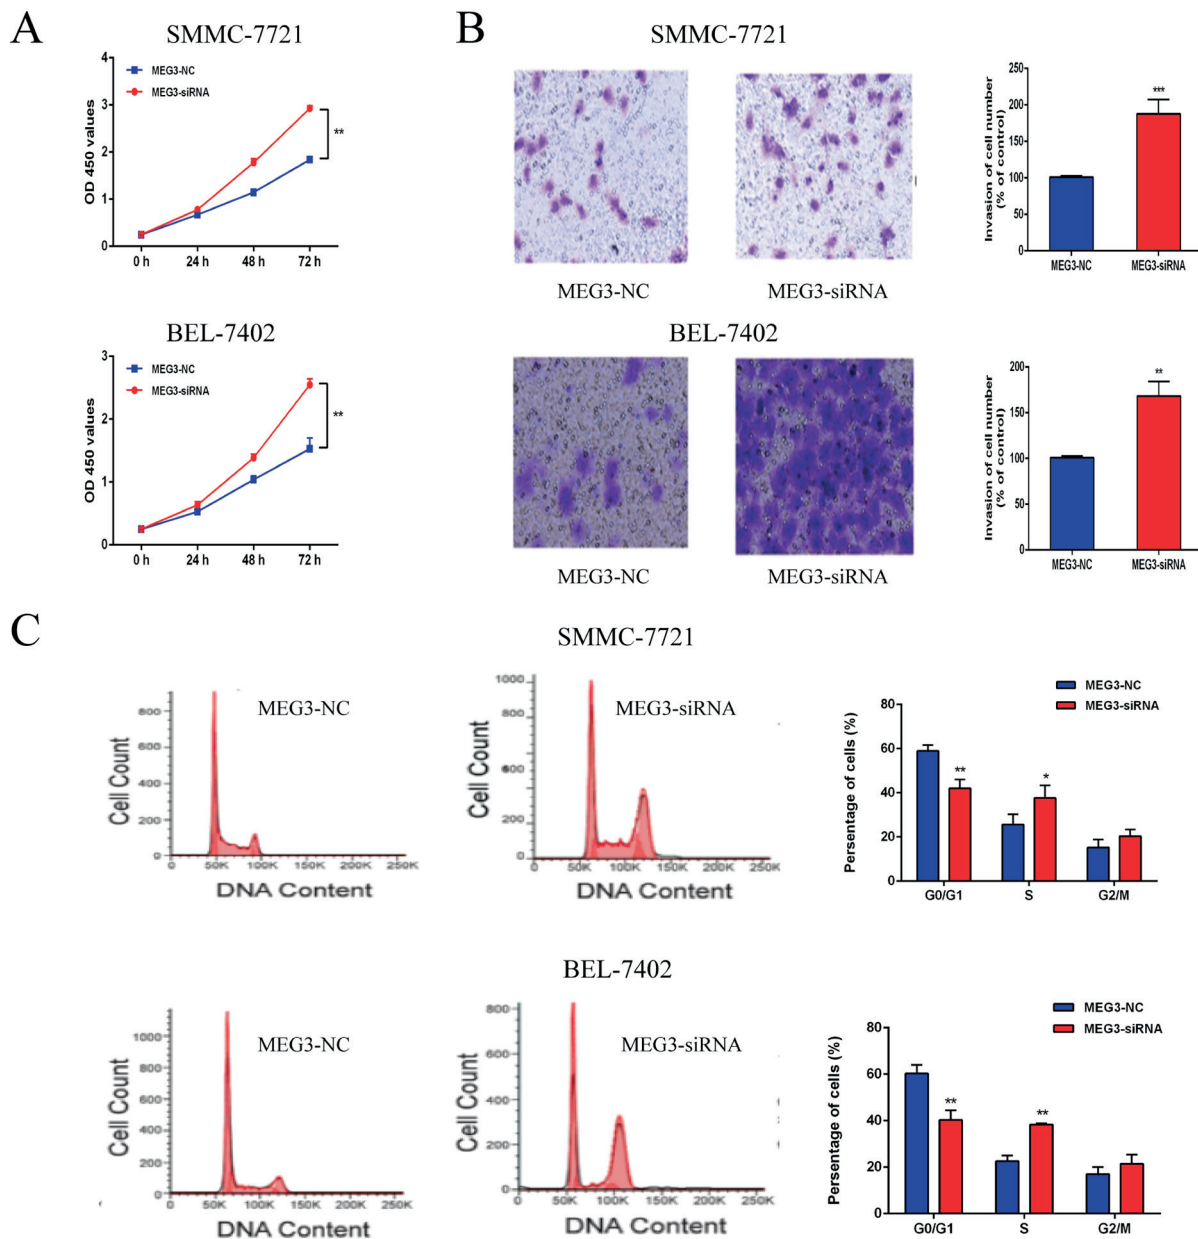 A
SMMC-7721
MEG3-NC
MEG3-siRNA
OD 450 values
4
3
2
1
0
**
0 h 24 h 48 h 72 h
BEL-7402
MEG3-NC
MEG3-siRNA
OD 450 values
3
2
1
0
**
0 h 24 h 48 h 72 h
B
SMMC-7721
MEG3-NC MEG3-siRNA
Invasion of cell number
(% of control)
250
200
150
100
50
0
***
MEG3-NC MEG3-siRNA
BEL-7402
MEG3-NC MEG3-siRNA
Invasion of cell number
(% of control)
200
150
100
50
0
**
MEG3-NC MEG3-siRNA
C
SMMC-7721
MEG3-NC
Cell Count
800
600
400
200
0
0 50K 100K 150K 200K 250K
DNA Content
MEG3-siRNA
Cell Count
1000
800
600
400
200
0
0 50K 100K 150K 200K 250K
DNA Content
MEG3-NC
MEG3-siRNA
Persentage of cells (%)
80
60
40
20
0
** *
G0/G1 S G2/M
BEL-7402
MEG3-NC
Cell Count
1000
800
600
400
200
0
0 50K 100K 150K 200K 250K
DNA Content
MEG3-siRNA
Cell Count
800
600
400
200
0
0 50K 100K 150K 200K 250K
DNA Content
MEG3-NC
MEG3-siRNA
Persentage of cells (%)
80
60
40
20
0
** **
G0/G1 S G2/M